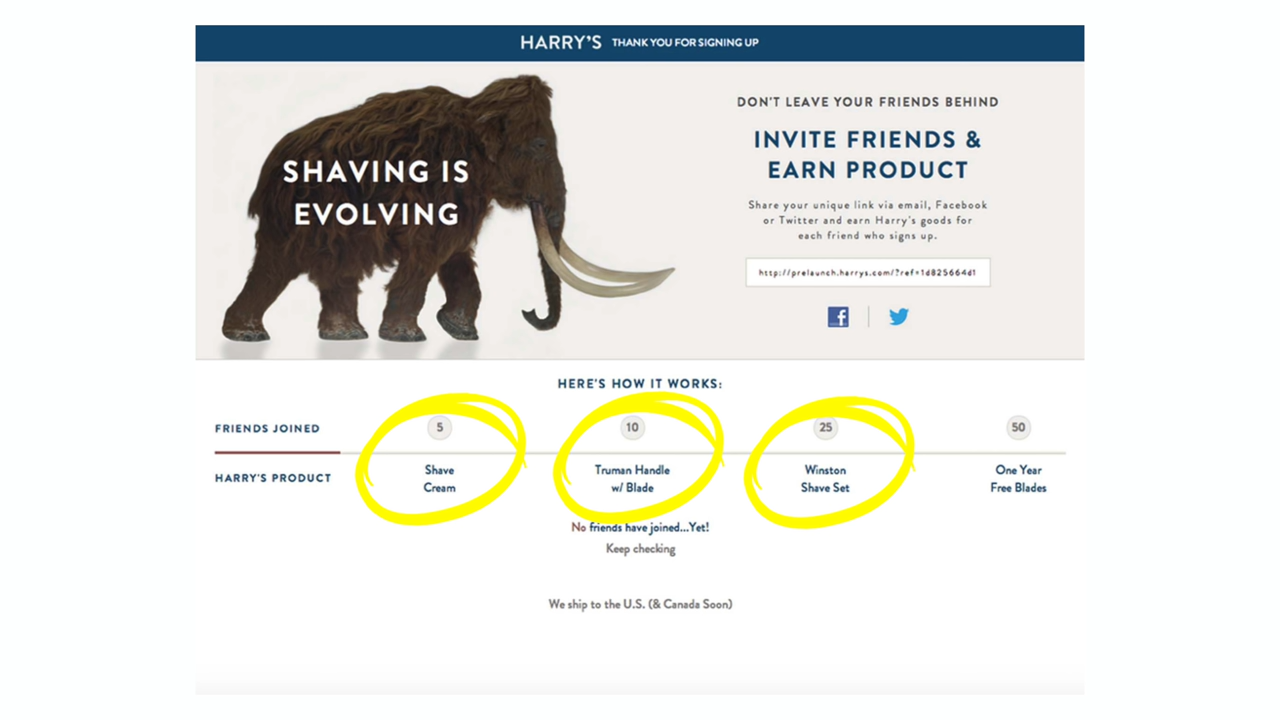 HARRY'S THANK YOU FOR SIGNING UP
SHAVING IS
EVOLVING
DON'T LEAVE YOUR FRIENDS BEHIND
INVITE FRIENDS &
EARN PRODUCT
Share your unique link via email, Facebook
or Twitter and earn Harry's goods for
each friend who signs up.
http://prelaunch.harrys.com/?ref=1d825664d1
HERE'S HOW IT WORKS:
FRIENDS JOINED 5 10 25 50
HARRY'S PRODUCT
Shave
Cream
Truman Handle
w/ Blade
Winston
Shave Set
One Year
Free Blades
No friends have joined...Yet!
Keep checking
We ship to the U.S. (& Canada Soon)